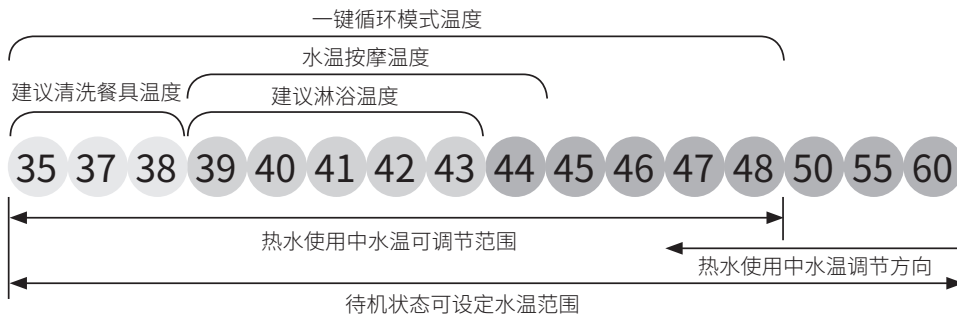 一键循环模式温度
水温按摩温度
建议清洗餐具温度 建议淋浴温度
35 37 38 39 40 41 42 43 44 45 46 47 48 50 55 60
热水使用中水温可调节范围
热水使用中水温调节方向
待机状态可设定水温范围